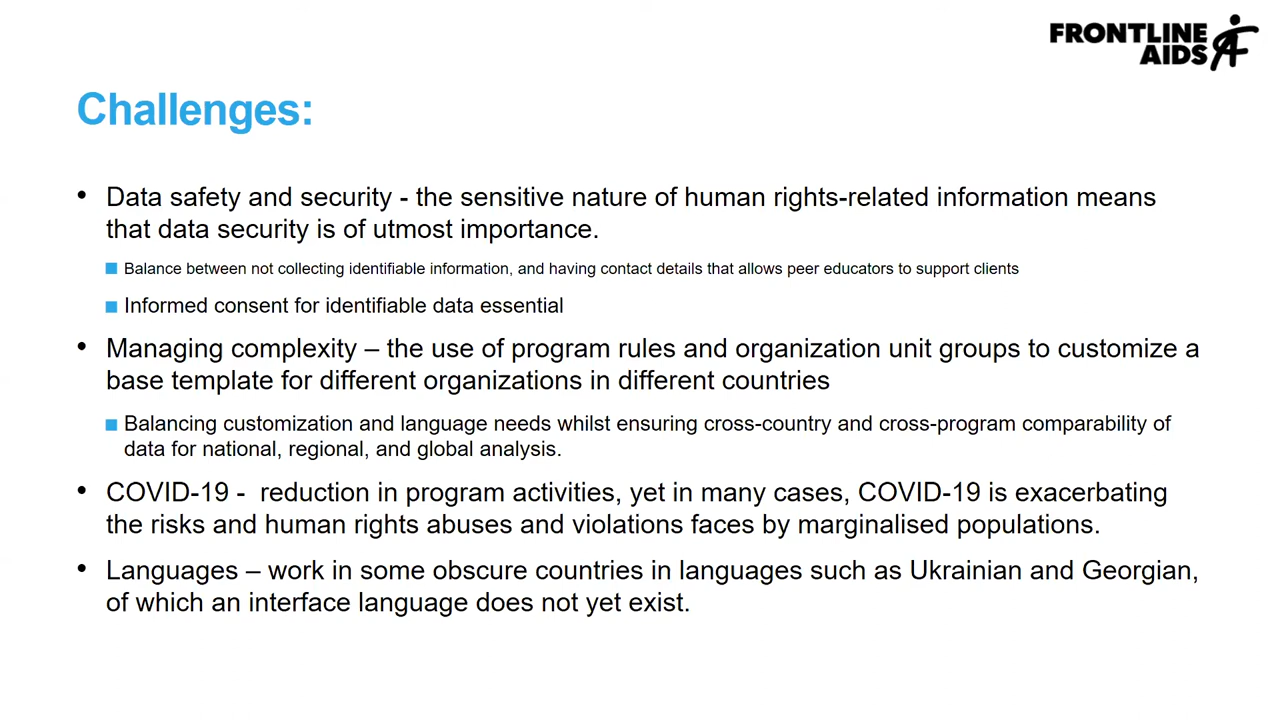 FRONTLINE
AIDS
Challenges:
• Data safety and security - the sensitive nature of human rights-related information means
that data security is of utmost importance.
■ Balance between not collecting identifiable information, and having contact details that allows peer educators to support clients
■ Informed consent for identifiable data essential
• Managing complexity – the use of program rules and organization unit groups to customize a
base template for different organizations in different countries
■ Balancing customization and language needs whilst ensuring cross-country and cross-program comparability of
data for national, regional, and global analysis.
• COVID-19 -  reduction in program activities, yet in many cases, COVID-19 is exacerbating
the risks and human rights abuses and violations faces by marginalised populations.
• Languages – work in some obscure countries in languages such as Ukrainian and Georgian,
of which an interface language does not yet exist.